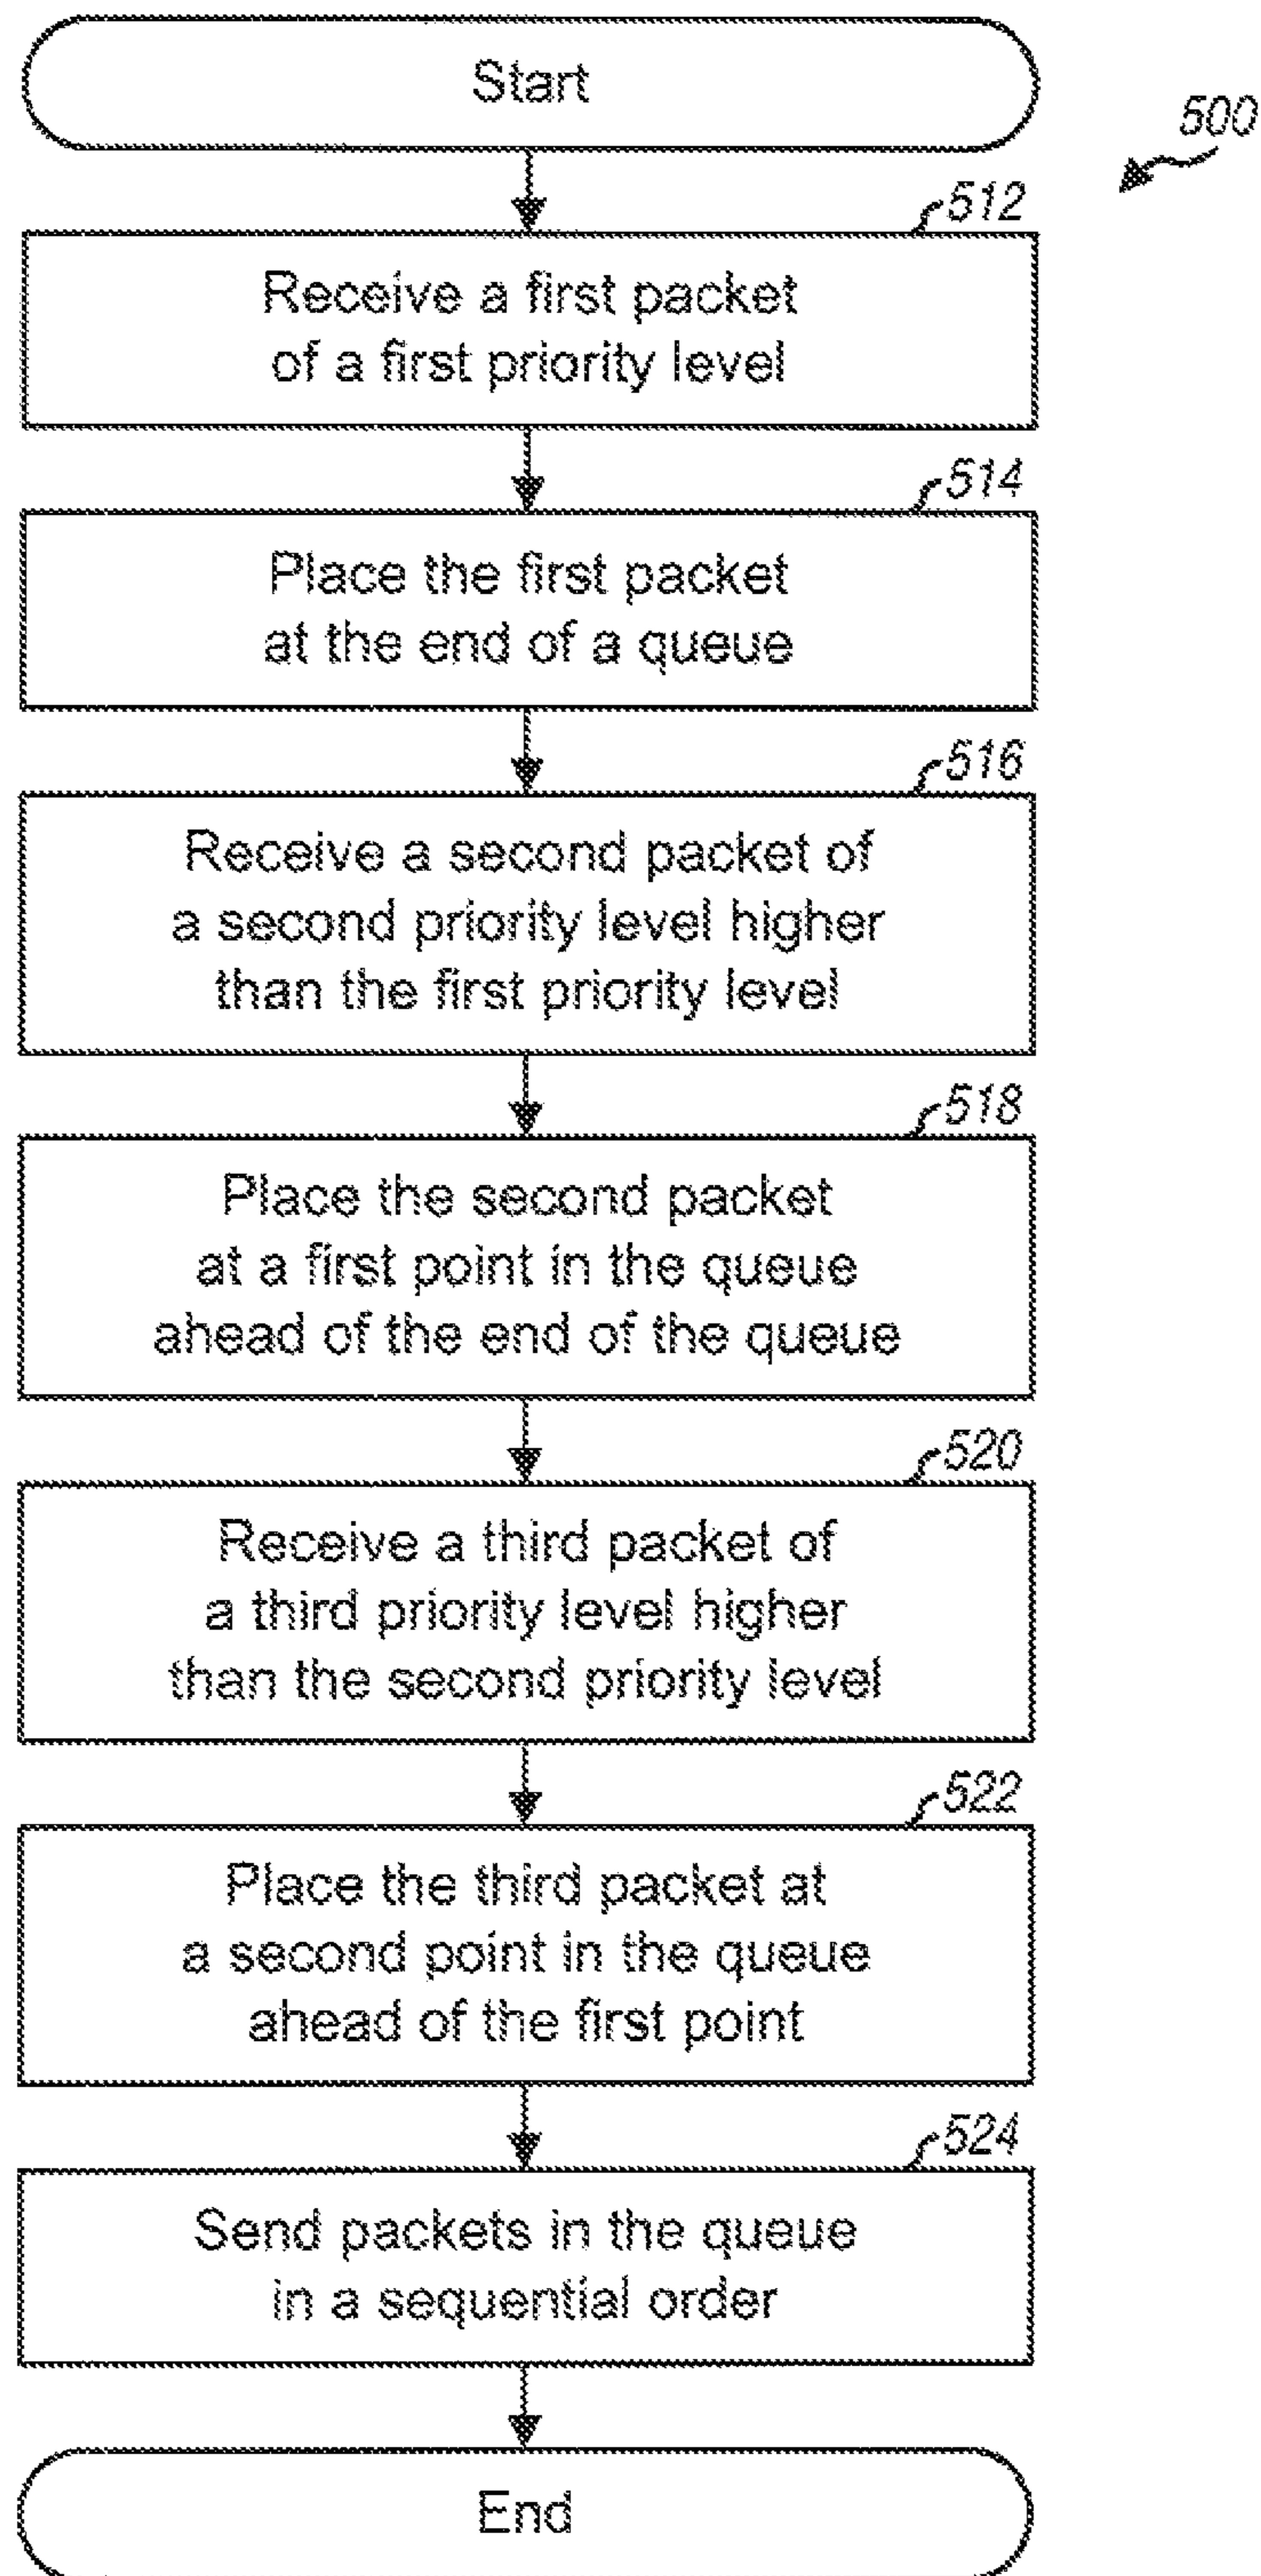 Start
500
512
Receive a first packet
of a first priority level
514
Place the first packet
at the end of a queue
516
Receive a second packet of
a second priority level higher
than the first priority level
518
Place the second packet
at a first point in the queue
ahead of the end of the queue
520
Receive a third packet of
a third priority level higher
than the second priority level
522
Place the third packet at
a second point in the queue
ahead of the first point
524
Send packets in the queue
in a sequential order
End